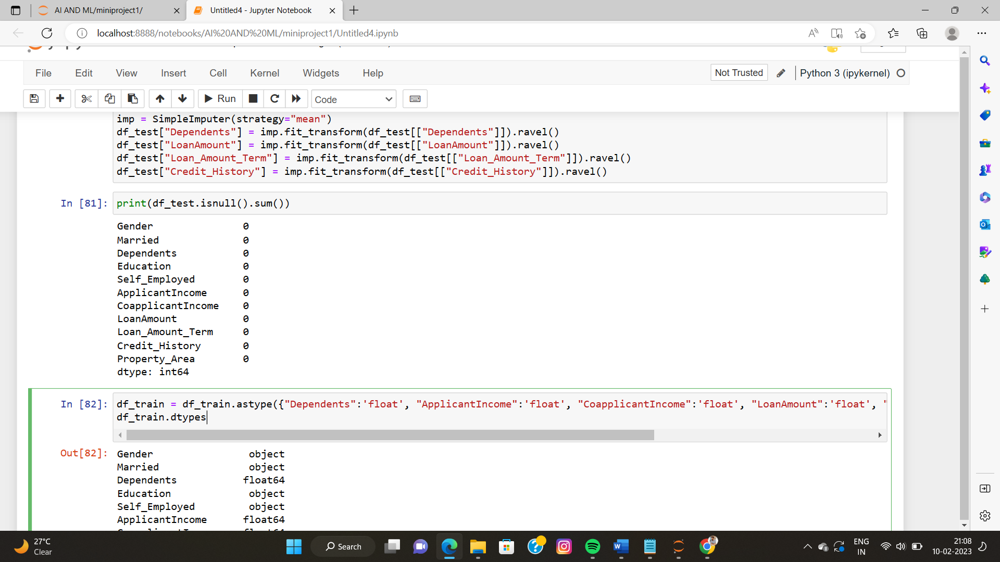 AI AND ML/miniproject1/
Untitled4 - Jupyter Notebook
localhost:8888/notebooks/AI%20AND%20ML/miniproject1/Untitled4.ipynb
File Edit View Insert Cell Kernel Widgets Help
Not Trusted
Python 3 (ipykernel)
Run
Code
imp = SimpleImputer(strategy="mean")
df_test["Dependents"] = imp.fit_transform(df_test[["Dependents"]]).ravel()
df_test["LoanAmount"] = imp.fit_transform(df_test[["LoanAmount"]]).ravel()
df_test["Loan_Amount_Term"] = imp.fit_transform(df_test[["Loan_Amount_Term"]]).ravel()
df_test["Credit_History"] = imp.fit_transform(df_test[["Credit_History"]]).ravel()
In [81]: print(df_test.isnull().sum())
Gender 0
Married 0
Dependents 0
Education 0
Self_Employed 0
ApplicantIncome 0
CoapplicantIncome 0
LoanAmount 0
Loan_Amount_Term 0
Credit_History 0
Property_Area 0
dtype: int64
In [82]: df_train = df_train.astype({"Dependents":'float', "ApplicantIncome":'float', "CoapplicantIncome":'float', "LoanAmount":'float', "
df_train.dtypes
Out[82]: Gender object
Married object
Dependents float64
Education object
Self_Employed object
ApplicantIncome float64
27°C
Clear
Search
ENG
IN
21:08
10-02-2023